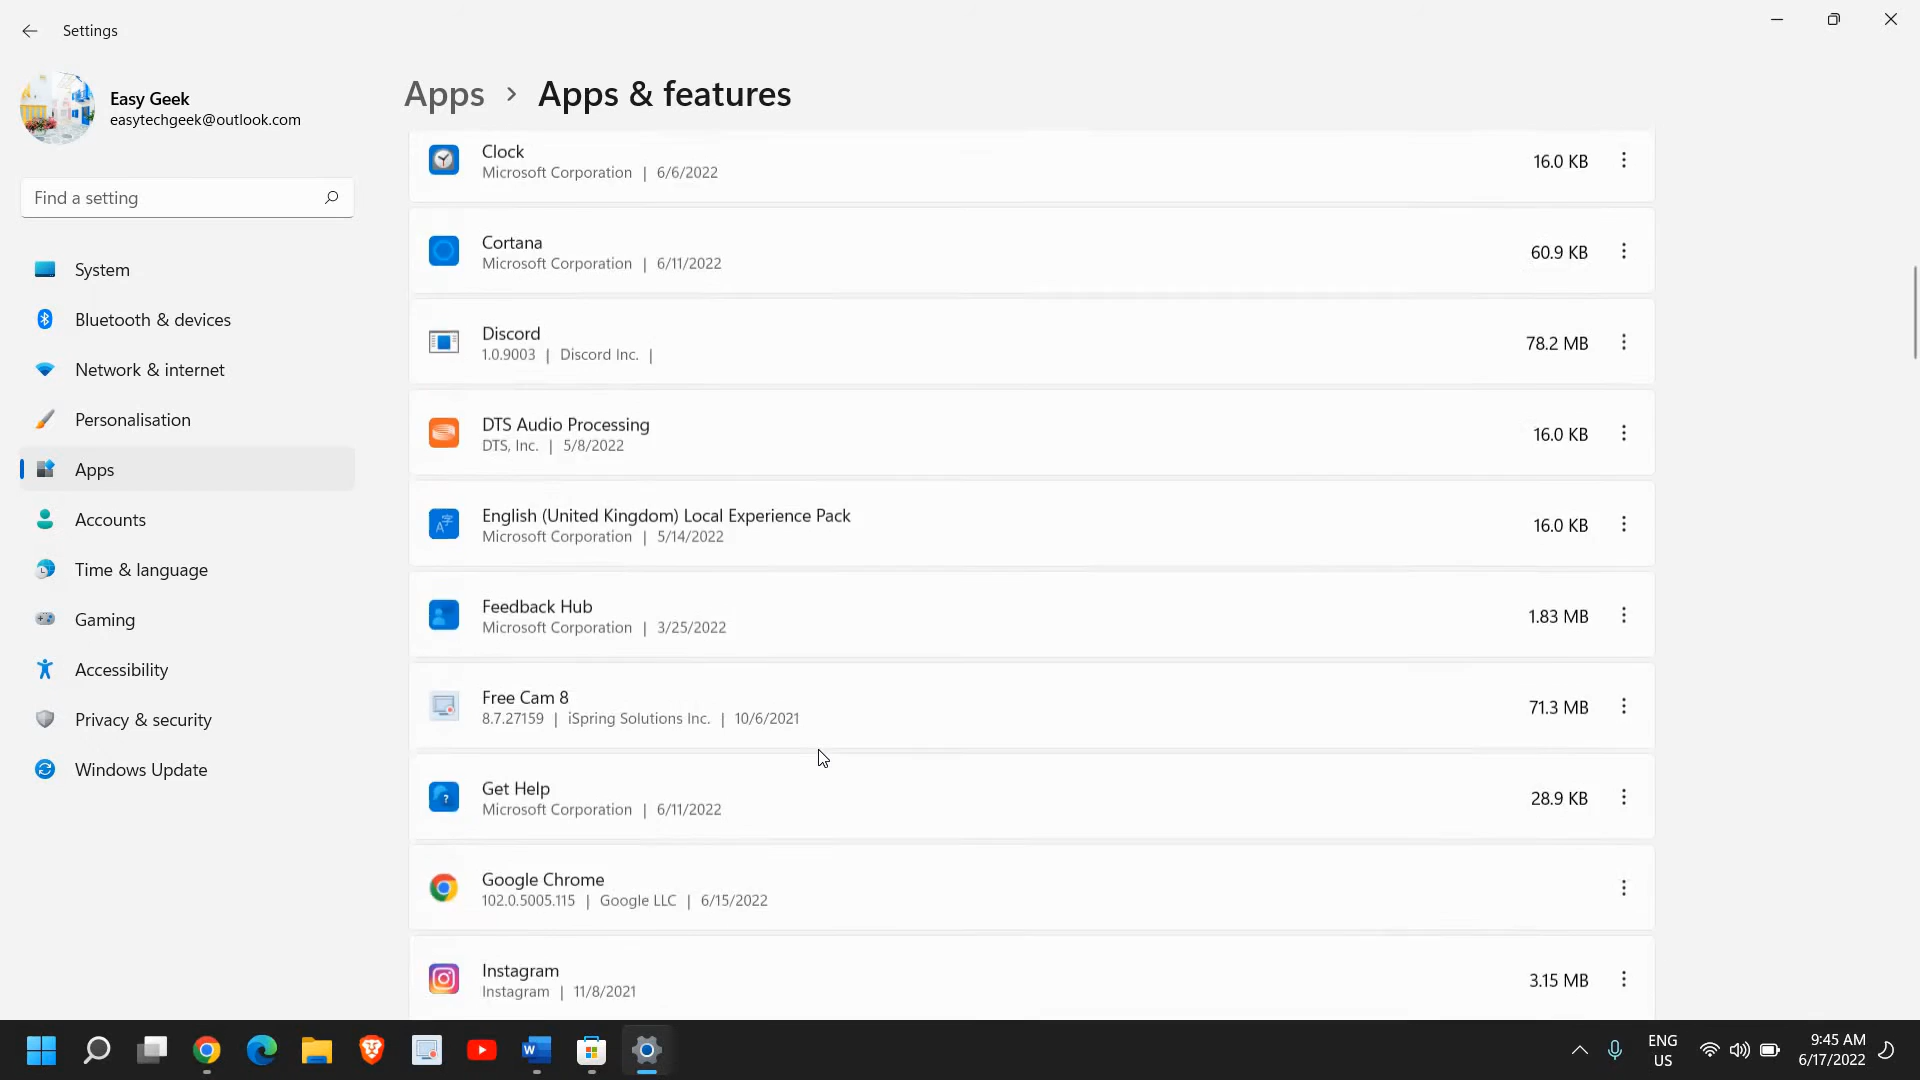 Settings
Easy Geek
easytechgeek@outlook.com
Find a setting
System
Bluetooth & devices
Network & internet
Personalisation
Apps
Accounts
Time & language
Gaming
Accessibility
Privacy & security
Windows Update
Apps > Apps & features
Clock
Microsoft Corporation | 6/6/2022
16.0 KB
Cortana
Microsoft Corporation | 6/11/2022
60.9 KB
Discord
1.0.9003 | Discord Inc. |
78.2 MB
DTS Audio Processing
DTS, Inc. | 5/8/2022
16.0 KB
English (United Kingdom) Local Experience Pack
Microsoft Corporation | 5/14/2022
16.0 KB
Feedback Hub
Microsoft Corporation | 3/25/2022
1.83 MB
Free Cam 8
8.7.27159 | iSpring Solutions Inc. | 10/6/2021
71.3 MB
Get Help
Microsoft Corporation | 6/11/2022
28.9 KB
Google Chrome
102.0.5005.115 | Google LLC | 6/15/2022
Instagram
Instagram | 11/8/2021
3.15 MB
ENG
US
9:45 AM
6/17/2022